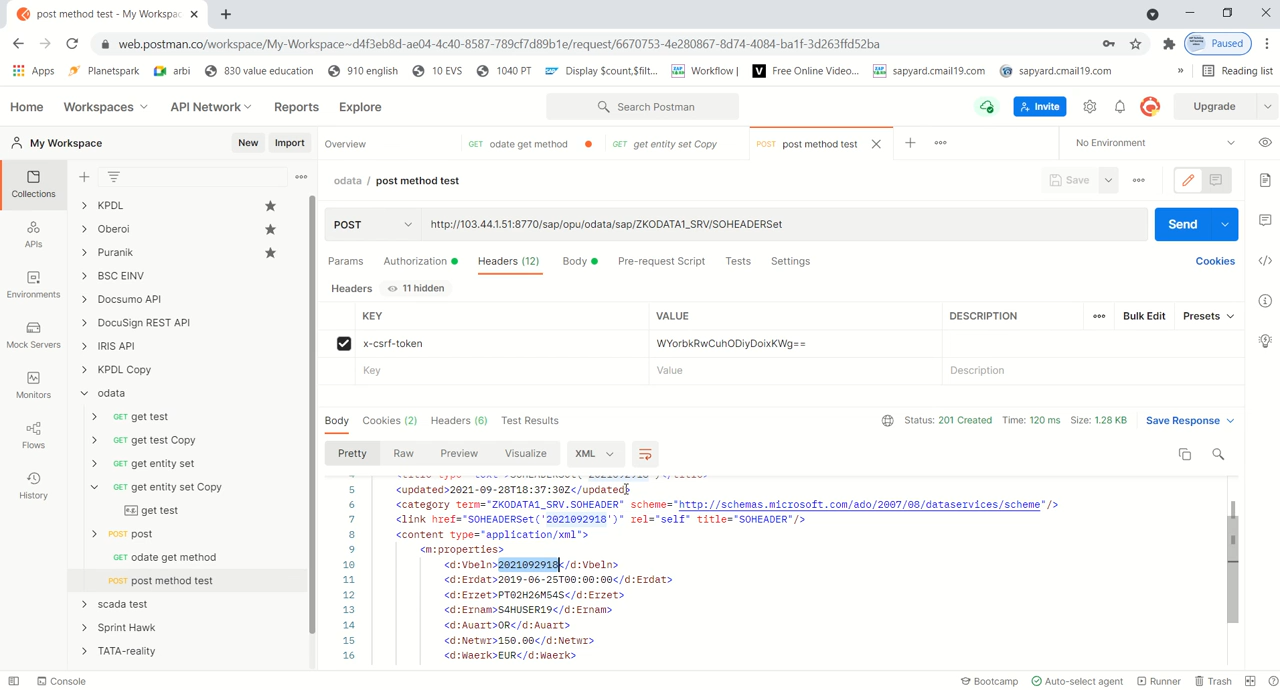 post method test - My Workspac
web.postman.co/workspace/My-Workspace~d4f3eb8d-ae04-4c40-8587-78fcf7d89b1e/request/6670753-4e280867-8d74-4084-ba1f-3d263ffd52ba
Paused
Apps Planetspark arbi 830 value education 910 english 10 EVS 1040 PT Display $count,$filt... Workflow | Free Online Video... sapyard.cmail19.com sapyard.cmail19.com » Reading list
Home Workspaces API Network Reports Explore Search Postman Invite Upgrade
My Workspace New Import Overview GET odate get method GET get entity set Copy POST post method test No Environment
odata / post method test Save
Collections
APIs
Environments
Mock Servers
Monitors
Flows
History
KPDL
Oberoi
Puranik
BSC EINV
Docsumo API
DocuSign REST API
IRIS API
KPDL Copy
odata
GET get test
GET get test Copy
GET get entity set
GET get entity set Copy
e.g. get test
POST post
GET odate get method
POST post method test
scada test
Sprint Hawk
TATA-reality
POST http://103.44.1.51:8770/sap/opu/odata/sap/ZKODATA1_SRV/SOHEADERSet Send
Params Authorization Headers (12) Body Pre-request Script Tests Settings Cookies
Headers 11 hidden
KEY VALUE DESCRIPTION Bulk Edit Presets
x-csrf-token WYorbkRwCuhODiyDoixKWg==
Key Value Description
Body Cookies (2) Headers (6) Test Results Status: 201 Created Time: 120 ms Size: 1.28 KB Save Response
Pretty Raw Preview Visualize XML
4 <title type="text">SOHEADERSet('2021092918')</title>
5 <updated>2021-09-28T18:37:30Z</updated>
6 <category term="ZKODATA1_SRV.SOHEADER" scheme="http://schemas.microsoft.com/ado/2007/08/dataservices/scheme"/>
7 <link href="SOHEADERSet('2021092918')" rel="self" title="SOHEADER"/>
8 <content type="application/xml">
9 <m:properties>
10 <d:Vbeln>2021092918</d:Vbeln>
11 <d:Erdat>2019-06-25T00:00:00</d:Erdat>
12 <d:Erzet>PT02H26M54S</d:Erzet>
13 <d:Ernam>S4HUSER19</d:Ernam>
14 <d:Auart>OR</d:Auart>
15 <d:Netwr>150.00</d:Netwr>
16 <d:Waerk>EUR</d:Waerk>
Console Bootcamp Auto-select agent Runner Trash